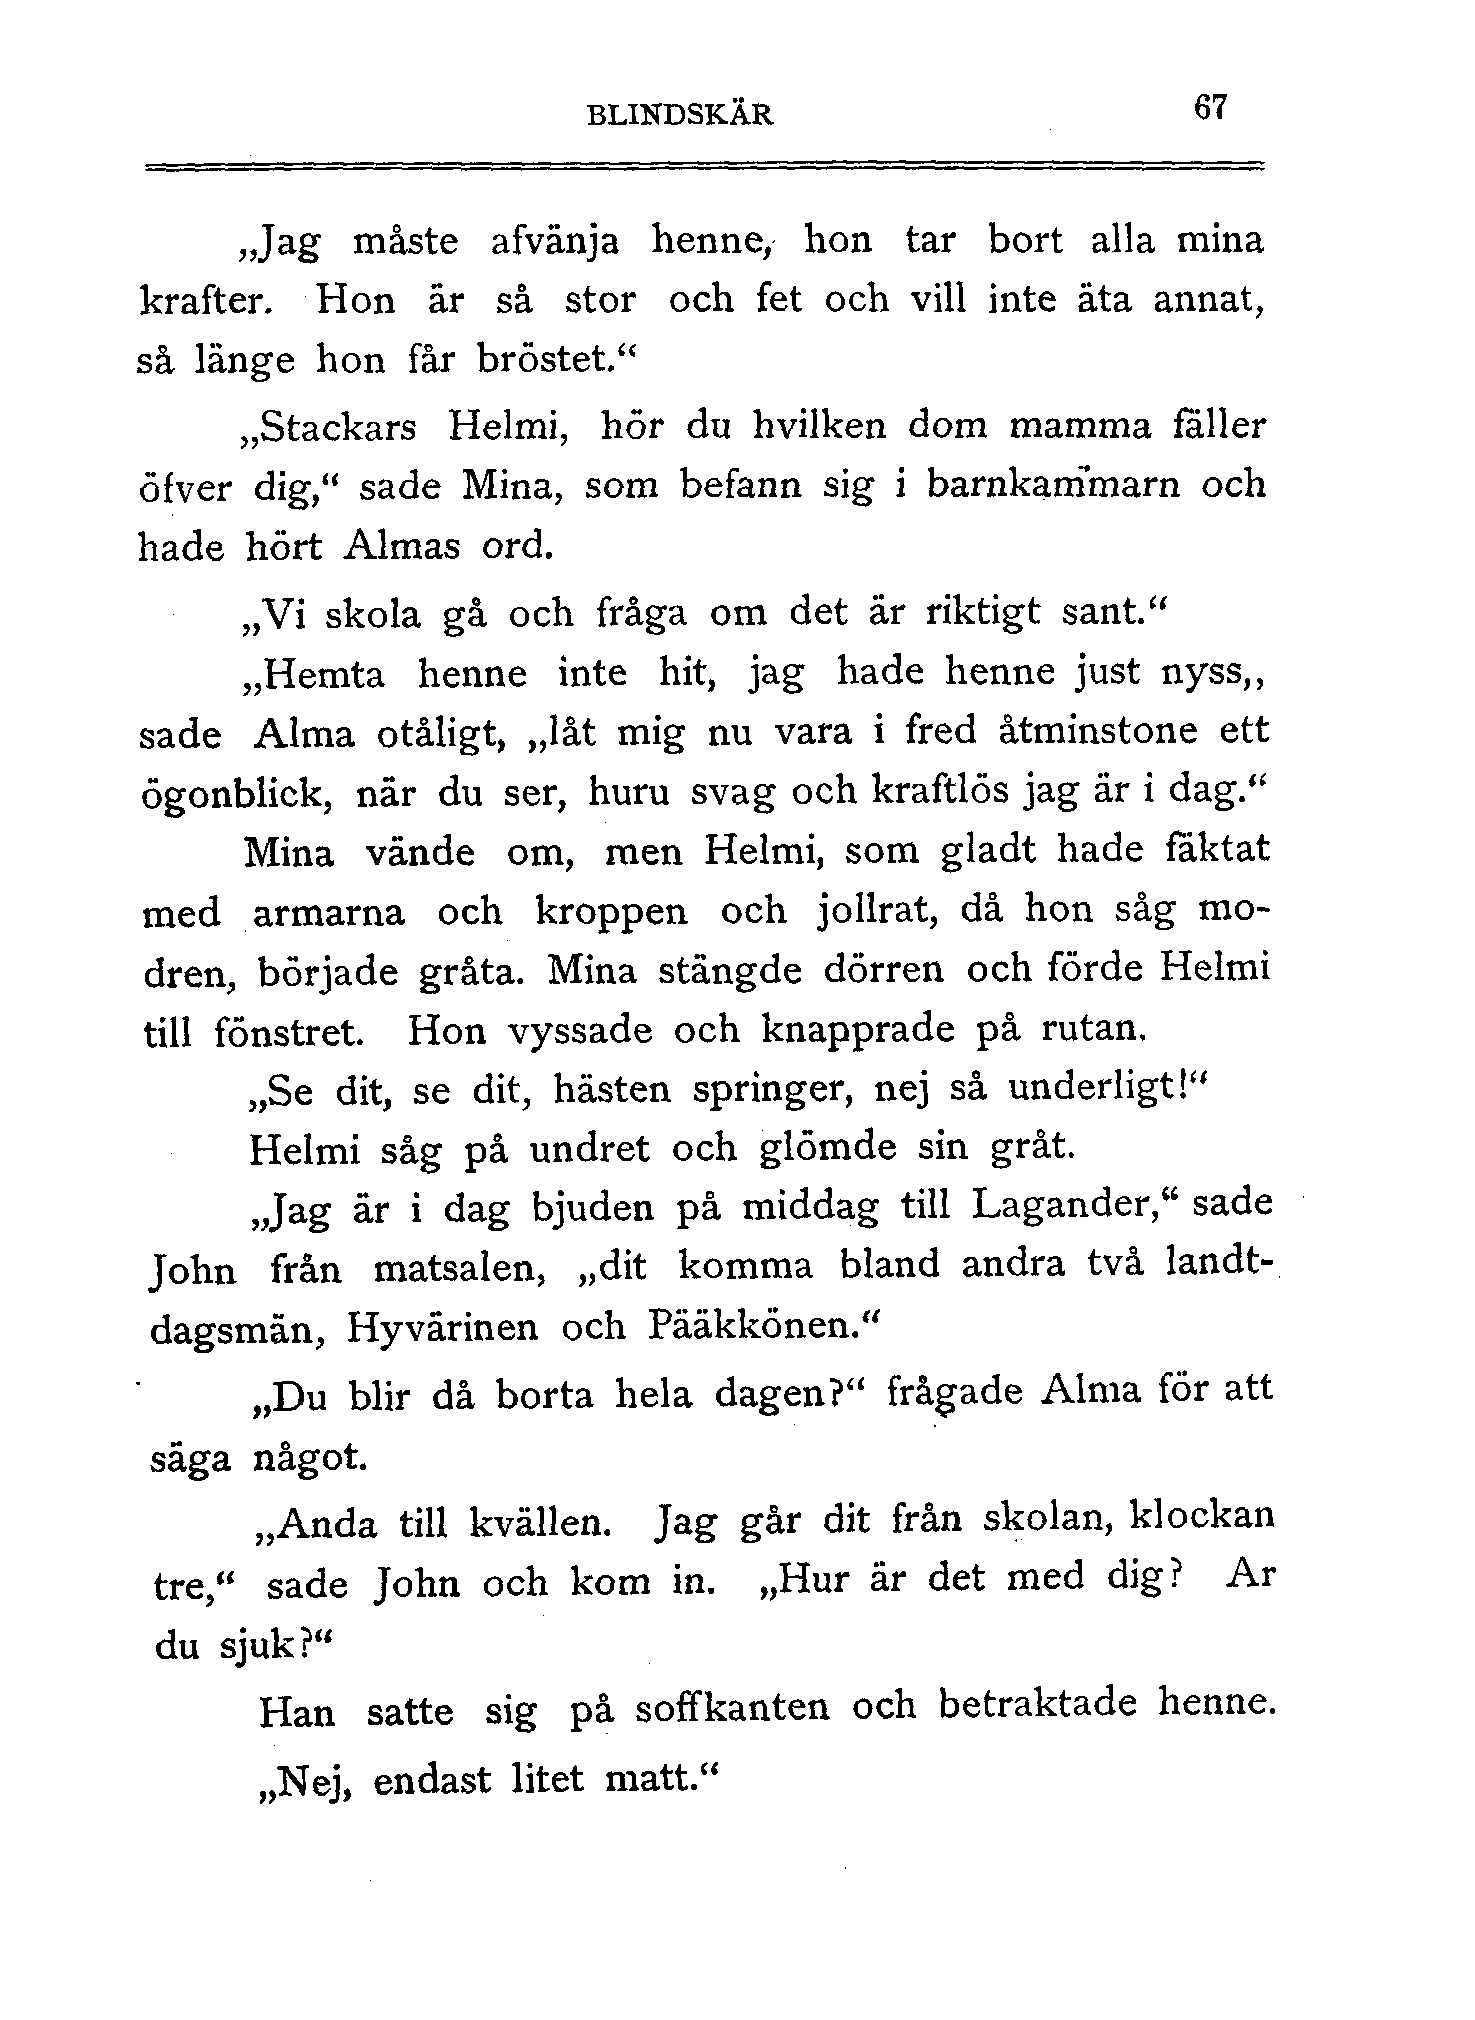 BLINDSKÄR 67
„Jag måste afvänja henne, hon tar bort alla mina
krafter. Hon är så stor och fet och vill inte äta annat,
så länge hon får bröstet.“
„Stackars Helmi, hör du hvilken dom mamma fäller
öfver dig,“ sade Mina, som befann sig i barnkammarn och
hade hört Almas ord.
„Vi skola gå och fråga om det är riktigt sant.“
„Hemta henne inte hit, jag hade henne just nyss,,
sade Alma otåligt, „låt mig nu vara i fred åtminstone ett
ögonblick, när du ser, huru svag och kraftlös jag är i dag.“
Mina vände om, men Helmi, som gladt hade fäktat
med armarna och kroppen och jollrat, då hon såg mo-
dren, började gråta. Mina stängde dörren och förde Helmi
till fönstret. Hon vyssade och knapprade på rutan.
„Se dit, se dit, hästen springer, nej så underligt!“
Helmi såg på undret och glömde sin gråt.
„Jag är i dag bjuden på middag till Lagander,“ sade
John från matsalen, „dit komma bland andra två landt-
dagsmän, Hyvärinen och Pääkkönen.“
„Du blir då borta hela dagen?“ frågade Alma för att
säga något.
„Anda till kvällen. Jag går dit från skolan, klockan
tre,“ sade John och kom in. „Hur är det med dig? Ar
du sjuk?“
Han satte sig på soffkanten och betraktade henne.
„Nej, endast litet matt.“